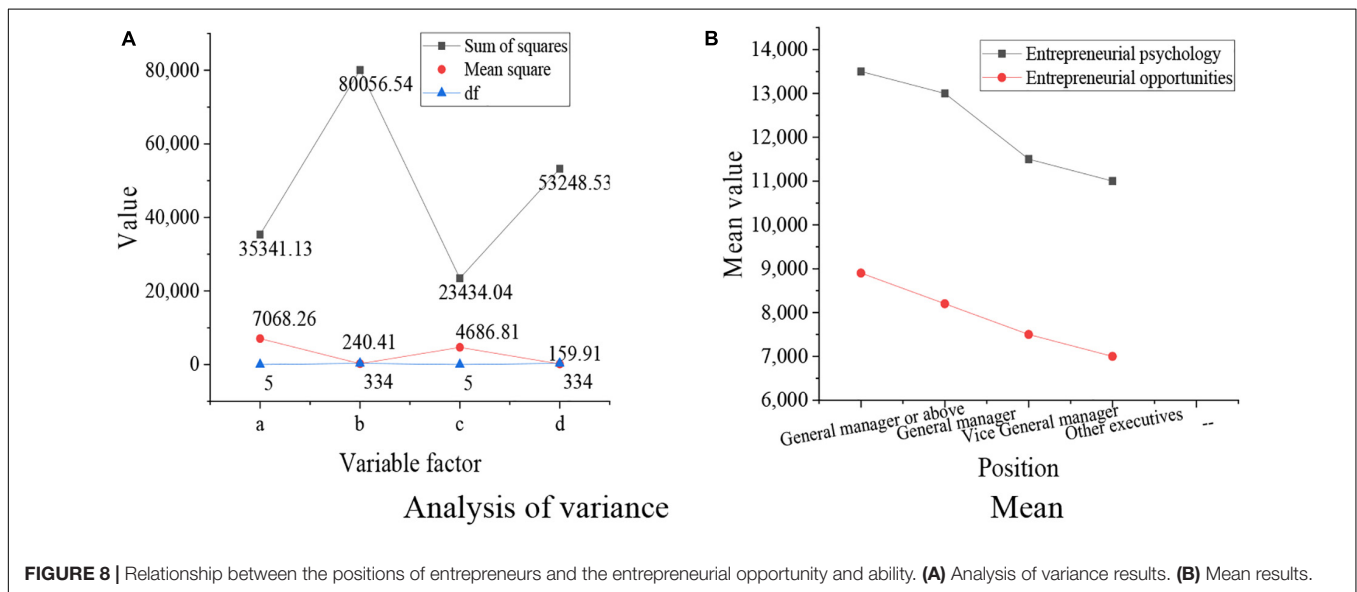 A
Sum of squares
Mean square
df
80,000
60,000
40,000
20,000
0
Value
80056.54
53248.53
35341.13
23434.04
7068.26
240.41
4686.81
159.91
5
334
5
334
a
b
c
d
Variable factor
Analysis of variance
B
Entrepreneurial psychology
Entrepreneurial opportunities
14,000
13,000
12,000
11,000
10,000
9,000
8,000
7,000
6,000
Mean value
General manager or above
General manager
Vice General manager
Other executives
--
Position
Mean
FIGURE 8 | Relationship between the positions of entrepreneurs and the entrepreneurial opportunity and ability. (A) Analysis of variance results. (B) Mean results.